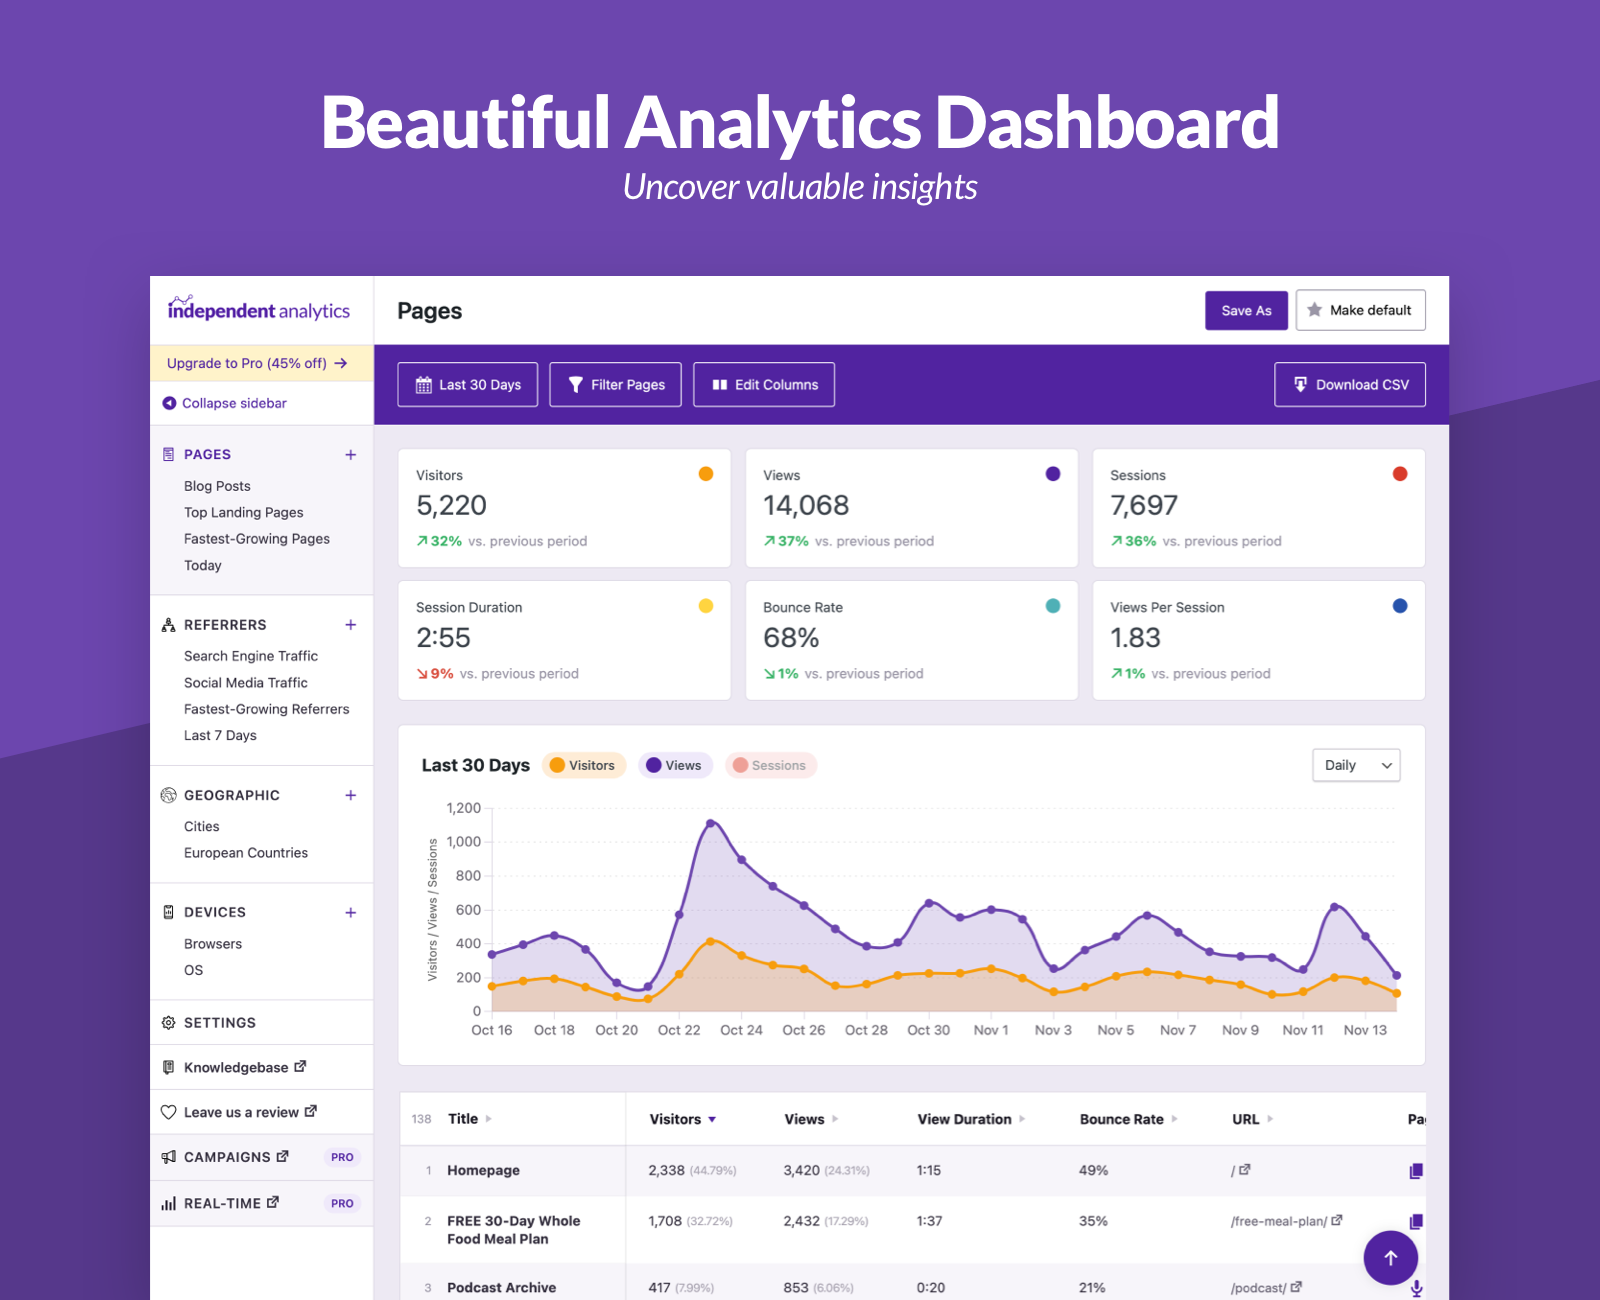 Beautiful Analytics Dashboard
Uncover valuable insights
independent analytics
Pages
Save As
Make default
Upgrade to Pro (45% off) →
Collapse sidebar
Last 30 Days
Filter Pages
Edit Columns
Download CSV
PAGES +
Blog Posts
Top Landing Pages
Fastest-Growing Pages
Today
REFERRERS +
Search Engine Traffic
Social Media Traffic
Fastest-Growing Referrers
Last 7 Days
GEOGRAPHIC +
Cities
European Countries
DEVICES +
Browsers
OS
SETTINGS
Knowledgebase
Leave us a review
CAMPAIGNS PRO
REAL-TIME PRO
Visitors
5,220
32% vs. previous period
Views
14,068
37% vs. previous period
Sessions
7,697
36% vs. previous period
Session Duration
2:55
9% vs. previous period
Bounce Rate
68%
1% vs. previous period
Views Per Session
1.83
1% vs. previous period
Last 30 Days Visitors Views Sessions Daily
Visitors / Views / Sessions
1,200
1,000
800
600
400
200
0
Oct 16 Oct 18 Oct 20 Oct 22 Oct 24 Oct 26 Oct 28 Oct 30 Nov 1 Nov 3 Nov 5 Nov 7 Nov 9 Nov 11 Nov 13
138 Title Visitors Views View Duration Bounce Rate URL
1 Homepage 2,338 (44.79%) 3,420 (24.31%) 1:15 49% /
2 FREE 30-Day Whole Food Meal Plan 1,708 (32.72%) 2,432 (17.29%) 1:37 35% /free-meal-plan/
3 Podcast Archive 417 (7.99%) 853 (6.06%) 0:20 21% /podcast/